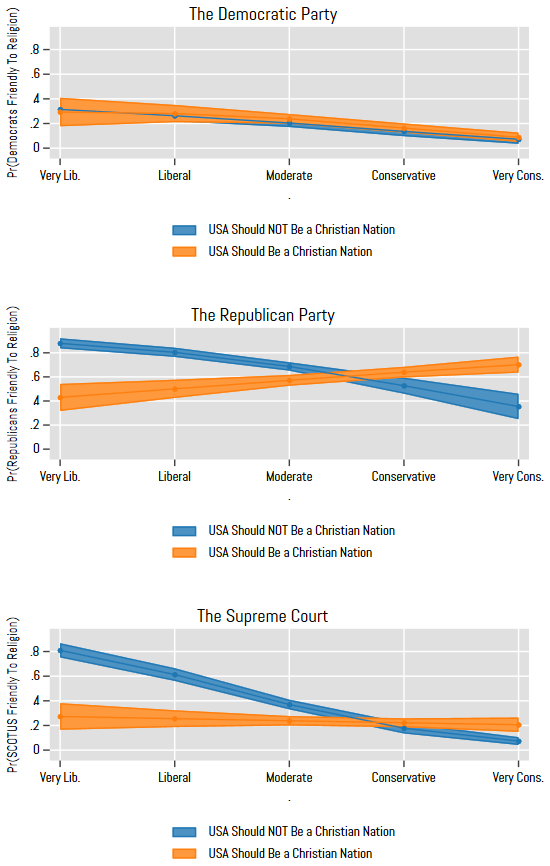 The Democratic Party
Pr(Democrats Friendly To Religion)
.8
.6
.4
.2
0
Very Lib. Liberal Moderate Conservative Very Cons.
.
USA Should NOT Be a Christian Nation
USA Should Be a Christian Nation
The Republican Party
Pr(Republicans Friendly To Religion)
.8
.6
.4
.2
0
Very Lib. Liberal Moderate Conservative Very Cons.
.
USA Should NOT Be a Christian Nation
USA Should Be a Christian Nation
The Supreme Court
Pr(SCOTUS Friendly To Religion)
.8
.6
.4
.2
0
Very Lib. Liberal Moderate Conservative Very Cons.
.
USA Should NOT Be a Christian Nation
USA Should Be a Christian Nation